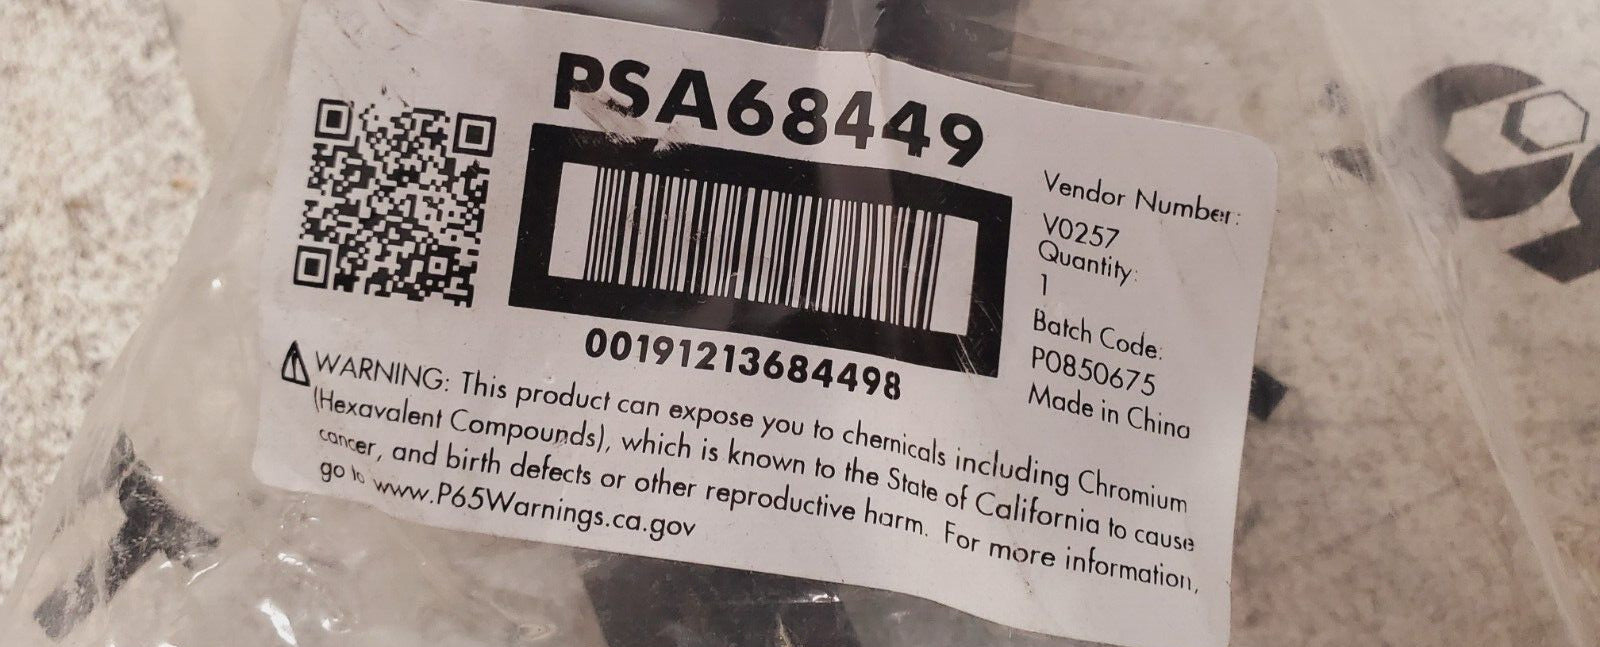 PSA68449
00191213684498
Vendor Number:
V0257
Quantity:
1
Batch Code:
P0850675
Made in China
WARNING: This product can expose you to chemicals including Chromium
(Hexavalent Compounds), which is known to the State of California to cause
cancer, and birth defects or other reproductive harm. For more information,
go to www.P65Warnings.ca.gov